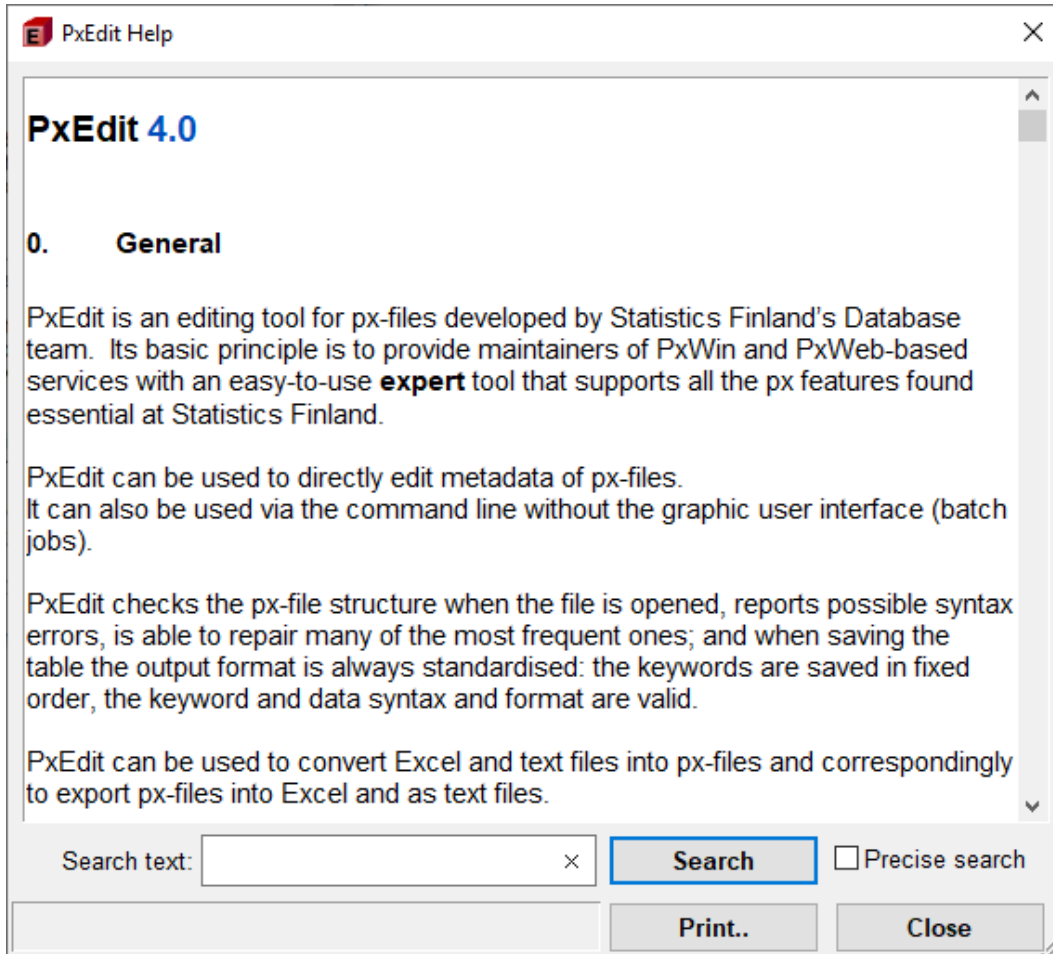 PxEdit Help
PxEdit 4.0
0. General
PxEdit is an editing tool for px-files developed by Statistics Finland's Database
team.  Its basic principle is to provide maintainers of PxWin and PxWeb-based
services with an easy-to-use expert tool that supports all the px features found
essential at Statistics Finland.
PxEdit can be used to directly edit metadata of px-files.
It can also be used via the command line without the graphic user interface (batch
jobs).
PxEdit checks the px-file structure when the file is opened, reports possible syntax
errors, is able to repair many of the most frequent ones; and when saving the
table the output format is always standardised: the keywords are saved in fixed
order, the keyword and data syntax and format are valid.
PxEdit can be used to convert Excel and text files into px-files and correspondingly
to export px-files into Excel and as text files.
Search text:
Search
Precise search
Print..
Close